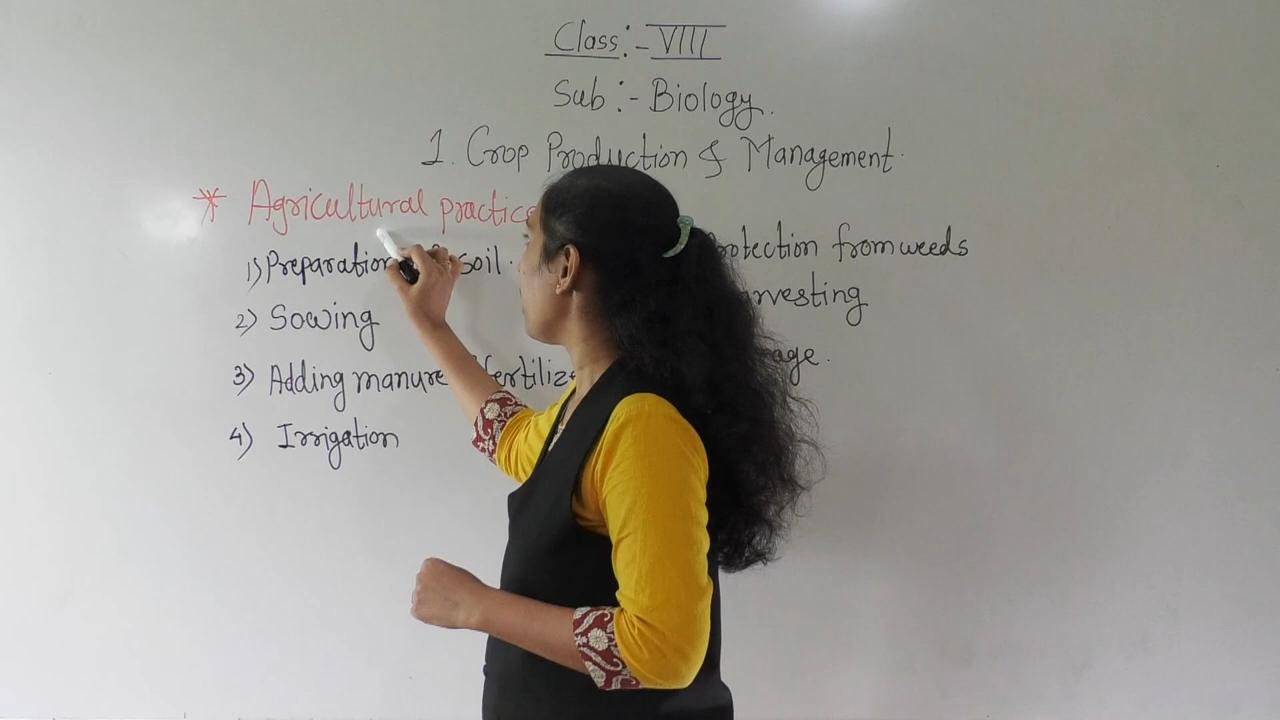 Class:- VIII
Sub:- Biology.
1. Crop Production & Management.
* Agricultural practice
1) Preparation soil.
2) Sowing
3) Adding manure
4) Irrigation
from weeds